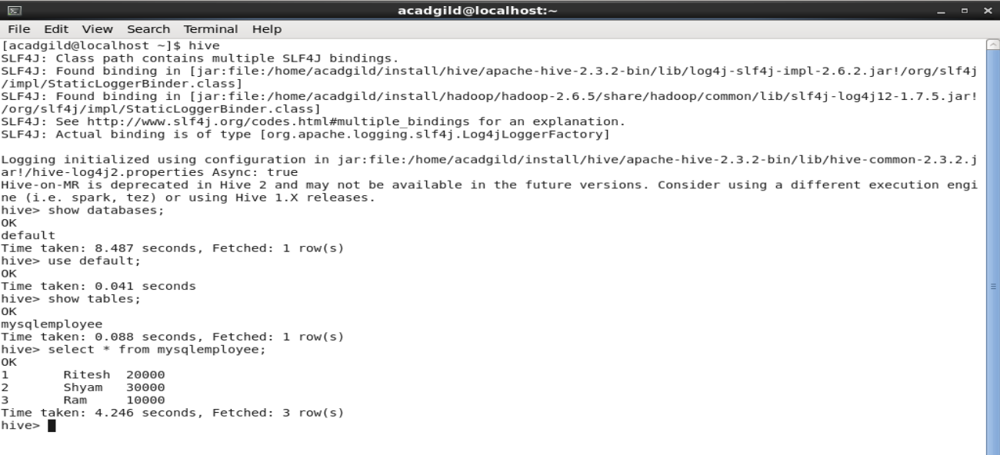 acadgild@localhost:~
File Edit View Search Terminal Help
[acadgild@localhost ~]$ hive
SLF4J: Class path contains multiple SLF4J bindings.
SLF4J: Found binding in [jar:file:/home/acadgild/install/hive/apache-hive-2.3.2-bin/lib/log4j-slf4j-impl-2.6.2.jar!/org/slf4j
/impl/StaticLoggerBinder.class]
SLF4J: Found binding in [jar:file:/home/acadgild/install/hadoop/hadoop-2.6.5/share/hadoop/common/lib/slf4j-log4j12-1.7.5.jar!
/org/slf4j/impl/StaticLoggerBinder.class]
SLF4J: See http://www.slf4j.org/codes.html#multiple_bindings for an explanation.
SLF4J: Actual binding is of type [org.apache.logging.slf4j.Log4jLoggerFactory]
Logging initialized using configuration in jar:file:/home/acadgild/install/hive/apache-hive-2.3.2-bin/lib/hive-common-2.3.2.j
ar!/hive-log4j2.properties Async: true
Hive-on-MR is deprecated in Hive 2 and may not be available in the future versions. Consider using a different execution engi
ne (i.e. spark, tez) or using Hive 1.X releases.
hive> show databases;
OK
default
Time taken: 8.487 seconds, Fetched: 1 row(s)
hive> use default;
OK
Time taken: 0.041 seconds
hive> show tables;
OK
mysqlemployee
Time taken: 0.088 seconds, Fetched: 1 row(s)
hive> select * from mysqlemployee;
OK
1 Ritesh 20000
2 Shyam 30000
3 Ram 10000
Time taken: 4.246 seconds, Fetched: 3 row(s)
hive>